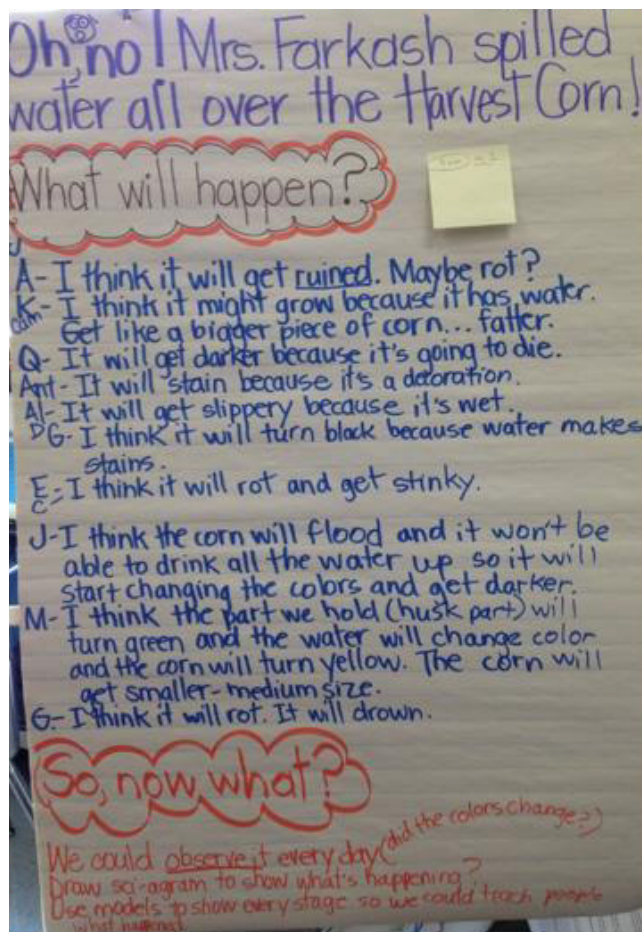 Oh, no! Mrs. Farkash spilled
water all over the Harvest Corn!
What will happen?
A- I think it will get ruined. Maybe rot?
K- I think it might grow because it has water.
Cam Get like a bigger piece of corn... fatter.
Q- It will get darker because it's going to die.
Ant- It will stain because it's a decoration.
Al- It will get slippery because it's wet.
DG- I think it will turn black because water makes
stains.
E- I think it will rot and get stinky.
C
J- I think the corn will flood and it won't be
able to drink all the water up so it will
start changing the colors and get darker.
M- I think the part we hold (husk part) will
turn green and the water will change color
and the corn will turn yellow. The corn will
get smaller-medium size.
G- I think it will rot. It will drown.
So, now what?
We could observe it every day (did the colors change?)
Draw sci-agram to show what's happening?
Use models to show every stage so we could teach people
what happened